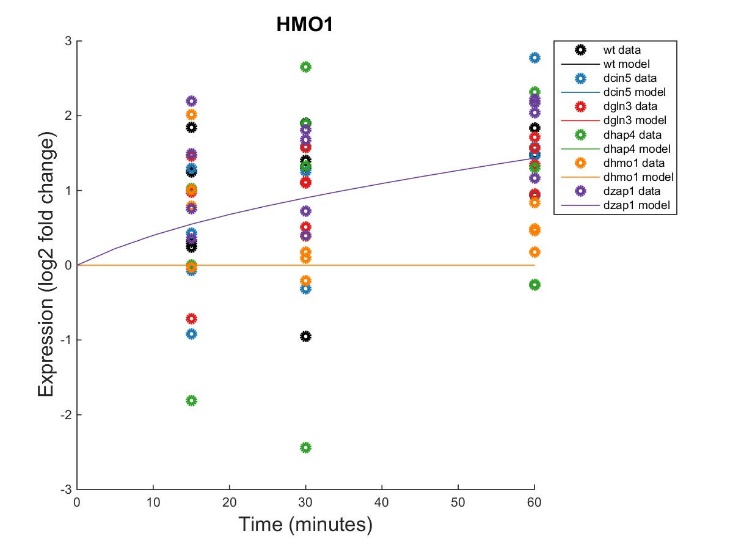 HMO1
Expression (log2 fold change)
3
2
1
0
-1
-2
-3
0 10 20 30 40 50 60
Time (minutes)
wt data
wt model
dcin5 data
dcin5 model
dgln3 data
dgln3 model
dhap4 data
dhap4 model
dhmo1 data
dhmo1 model
dzap1 data
dzap1 model